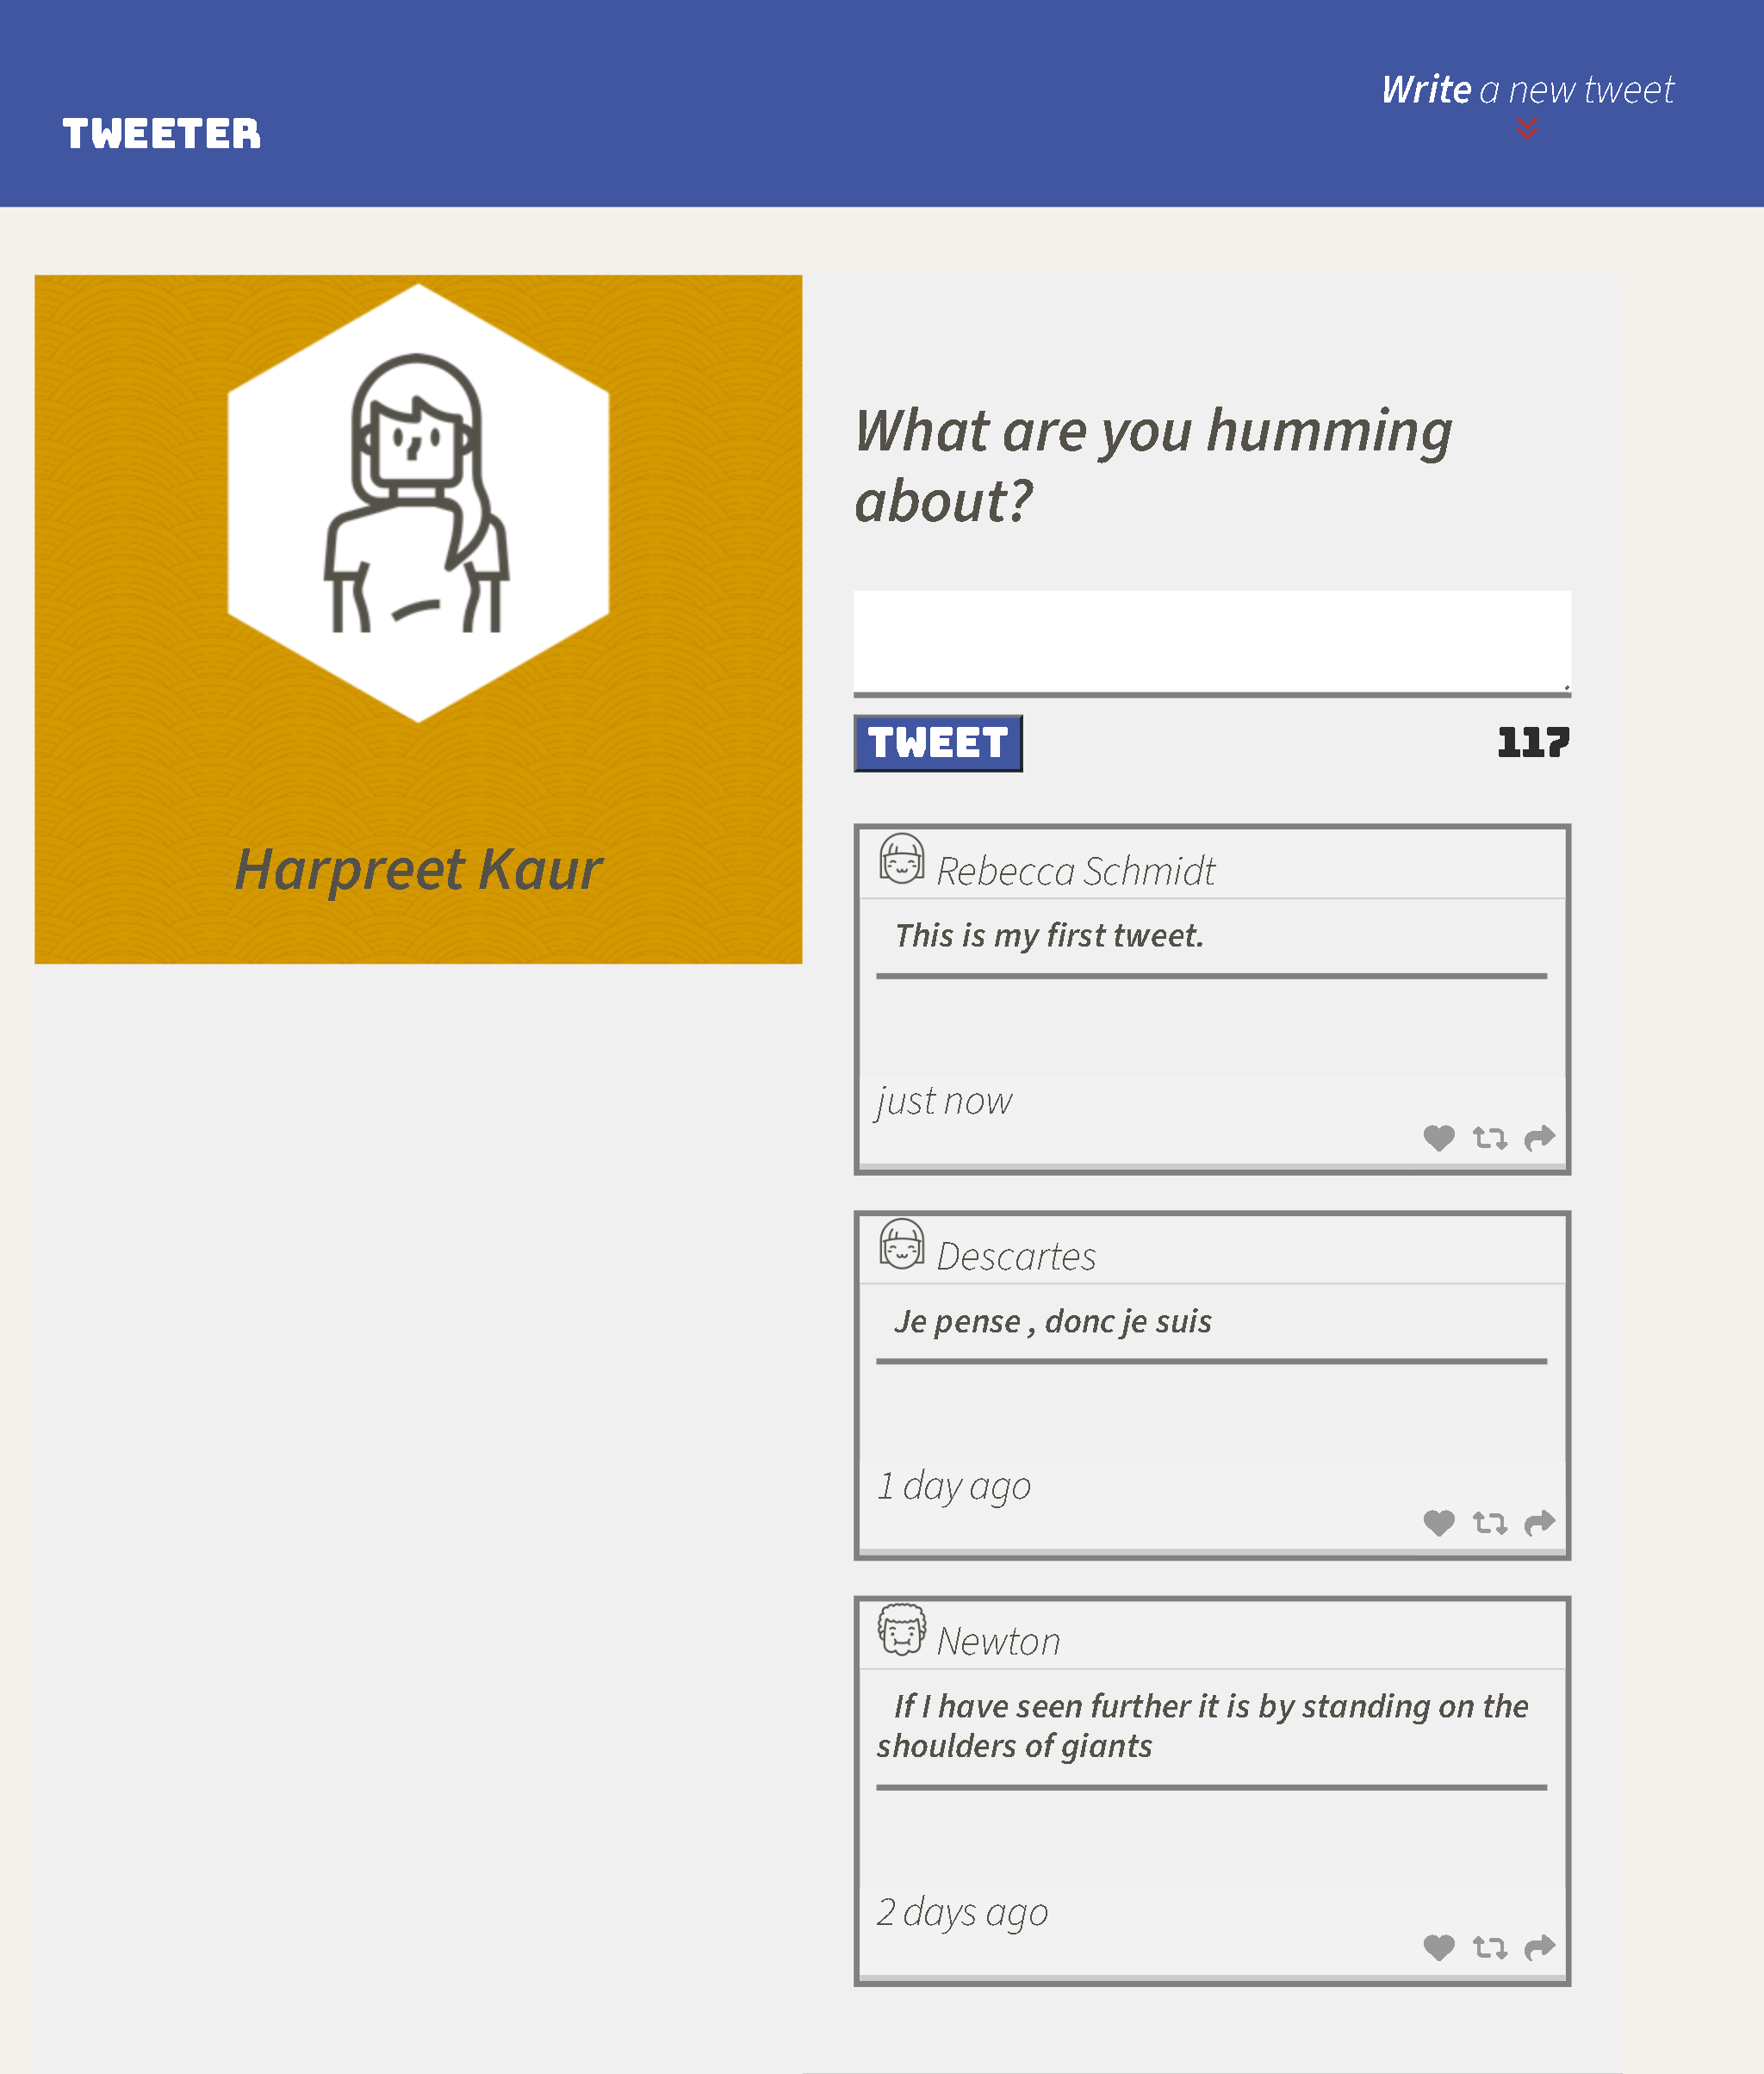 Write a new tweet
TWEETER
Harpreet Kaur
What are you humming
about?
TWEET
117
Rebecca Schmidt
This is my first tweet.
just now
Descartes
Je pense , donc je suis
1 day ago
Newton
If I have seen further it is by standing on the
shoulders of giants
2 days ago